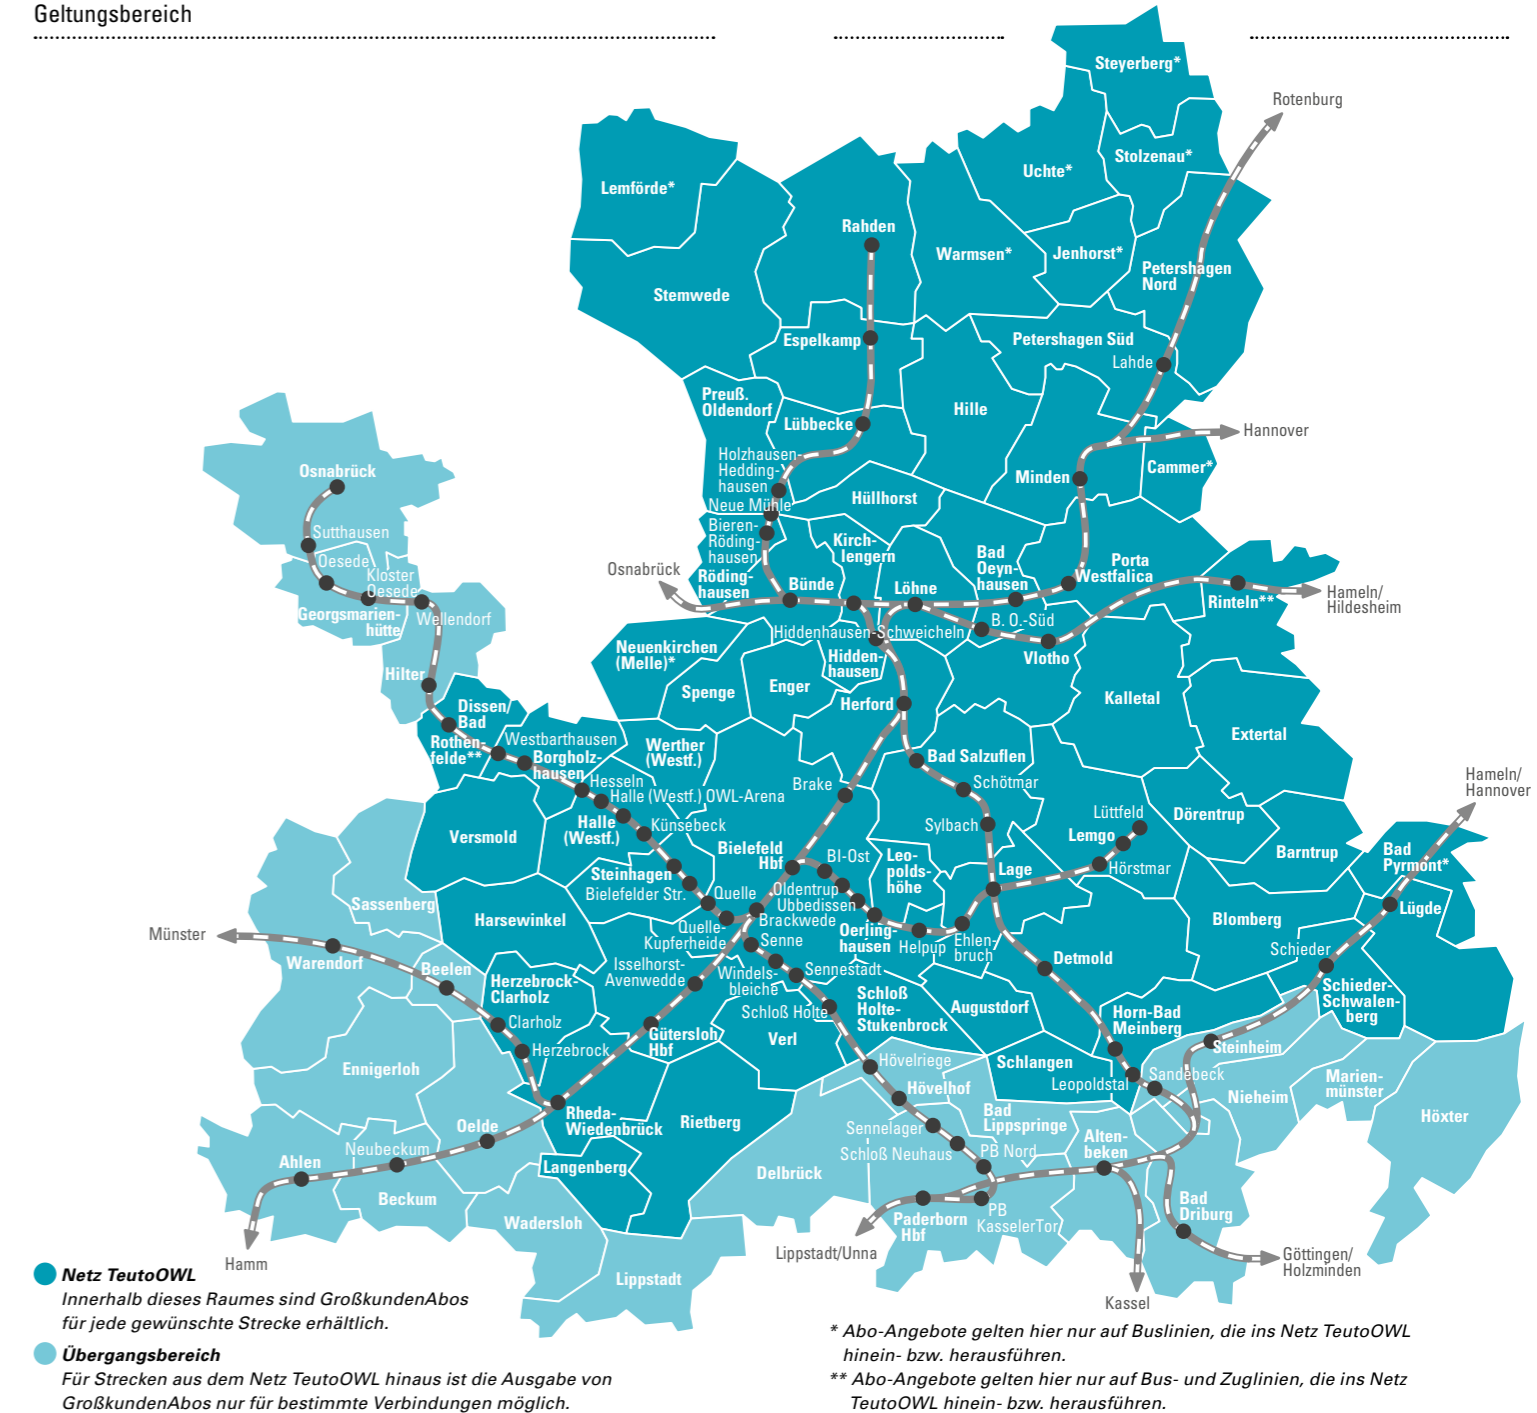 Geltungsbereich
Steyerberg*
Rotenburg
Stolzenau*
Uchte*
Lemförde*
Rahden
Warmsen*
Jenhorst*
Petershagen
Nord
Stemwede
Espelkamp
Petershagen Süd
Lahde
Preuß.
Oldendorf
Hille
Lübbecke
Hannover
Holzhausen-
Hedding-
hausen
Minden
Cammer*
Osnabrück
Neue Mühle
Hüllhorst
Bieren-
Röding-
hausen
Kirch-
lengern
Sutthausen
Bad
Oeyn-
hausen
Porta
Westfalica
Oesede
Kloster
Oesede
Osnabrück
Röding-
hausen
Bünde
Löhne
Rinteln**
Hameln/
Hildesheim
Georgsmarien-
hütte
Wellendorf
B. O.-Süd
Hiddenhausen-Schweicheln
Vlotho
Neuenkirchen
(Melle)*
Hidden-
hausen
Hilter
Spenge
Enger
Kalletal
Herford
Dissen/
Bad
Rothen-
felde**
Westbarthausen
Borgholz-
hausen
Werther
(Westf.)
Extertal
Bad Salzuflen
Hesseln
Halle (Westf.) OWL-Arena
Brake
Schötmar
Hameln/
Hannover
Halle
(Westf.)
Künsebeck
Sylbach
Lüttfeld
Lemgo
Dörentrup
Versmold
Bielefeld
Hbf
BI-Ost
Leo-
polds-
höhe
Lage
Hörstmar
Barntrup
Bad
Pyrmont*
Steinhagen
Bielefelder Str.
Quelle
Oldentrup
Ubbedissen
Brackwede
Sassenberg
Harsewinkel
Blomberg
Lügde
Münster
Quelle-
Kupferheide
Senne
Oerling-
hausen
Helpup
Ehlen-
bruch
Schieder
Warendorf
Beelen
Isselhorst-
Avenwedde
Windels-
bleiche
Sennestadt
Detmold
Herzebrock-
Clarholz
Schloß Holte
Schloß
Holte-
Stukenbrock
Augustdorf
Schieder-
Schwalen-
berg
Horn-Bad
Meinberg
Clarholz
Gütersloh
Hbf
Verl
Herzebrock
Steinheim
Ennigerloh
Hövelriege
Schlangen
Leopoldstal
Sandebeck
Marien-
münster
Hövelhof
Nieheim
Rheda-
Wiedenbrück
Rietberg
Bad
Lippspringe
Höxter
Oelde
Sennelager
Alten-
beken
Neubeckum
Schloß Neuhaus
PB Nord
Ahlen
Langenberg
Delbrück
Beckum
Bad
Driburg
Wadersloh
Paderborn
Hbf
PB
KasselerTor
Lippstadt/Unna
Göttingen/
Holzminden
Hamm
Lippstadt
Kassel
Netz TeutoOWL
Innerhalb dieses Raumes sind GroßkundenAbos
für jede gewünschte Strecke erhältlich.
Übergangsbereich
Für Strecken aus dem Netz TeutoOWL hinaus ist die Ausgabe von
GroßkundenAbos nur für bestimmte Verbindungen möglich.
* Abo-Angebote gelten hier nur auf Buslinien, die ins Netz TeutoOWL
hinein- bzw. herausführen.
** Abo-Angebote gelten hier nur auf Bus- und Zuglinien, die ins Netz
TeutoOWL hinein- bzw. herausführen.